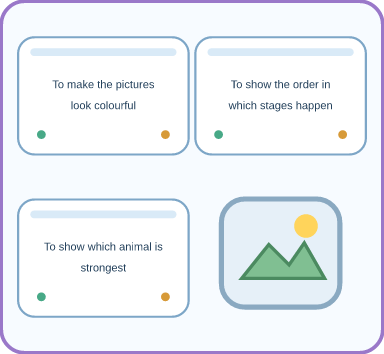 To make the pictures
look colourful
To show the order in
which stages happen
To show which animal is
strongest